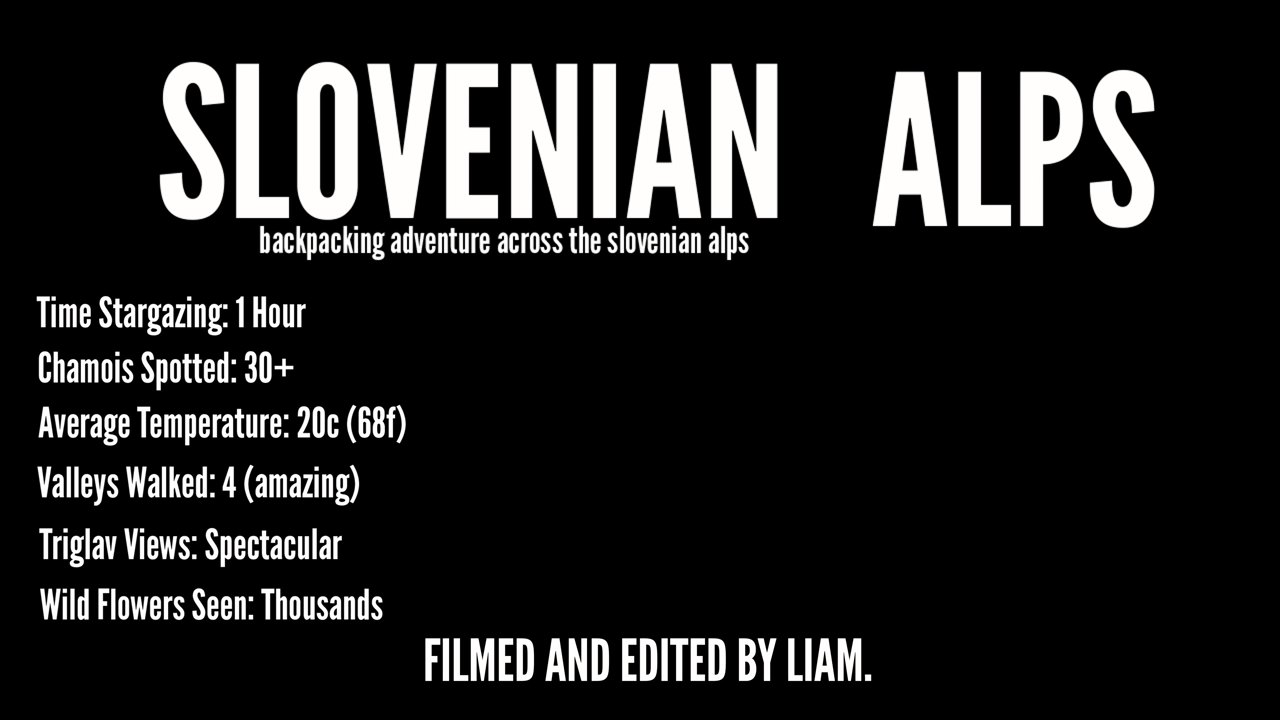 SLOVENIAN ALPS
backpacking adventure across the slovenian alps
Time Stargazing: 1 Hour
Chamois Spotted: 30+
Average Temperature: 20c (68f)
Valleys Walked: 4 (amazing)
Triglav Views: Spectacular
Wild Flowers Seen: Thousands
FILMED AND EDITED BY LIAM.